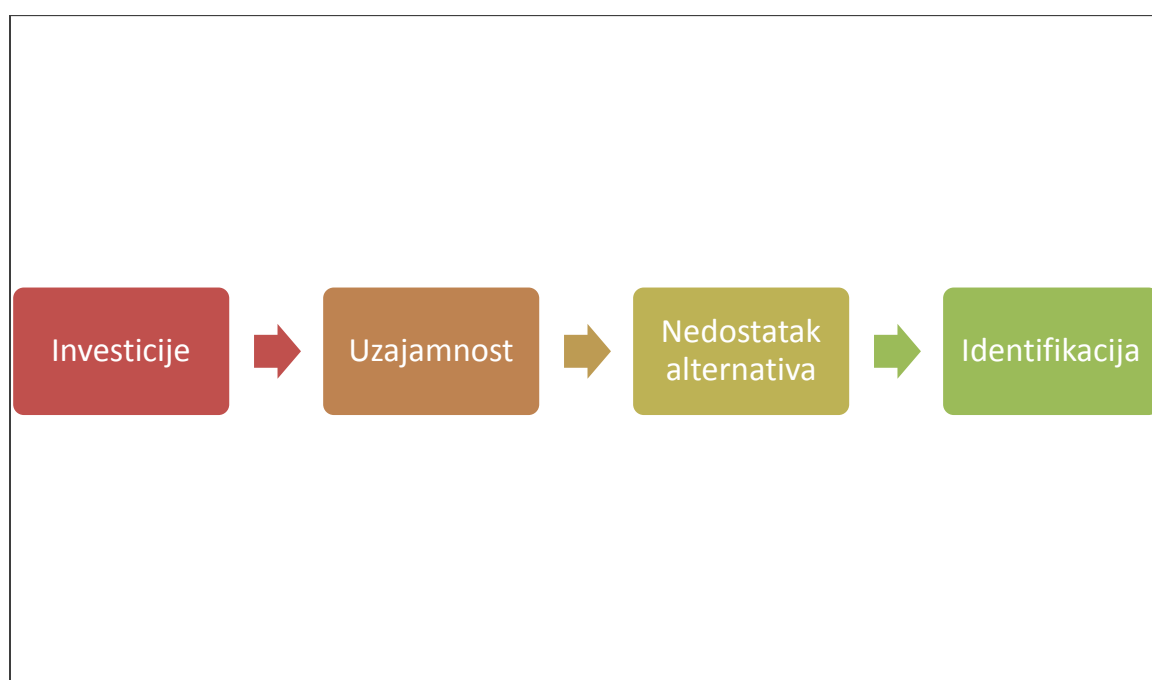 Investicije
Uzajamnost
Nedostatak
alternativa
Identifikacija